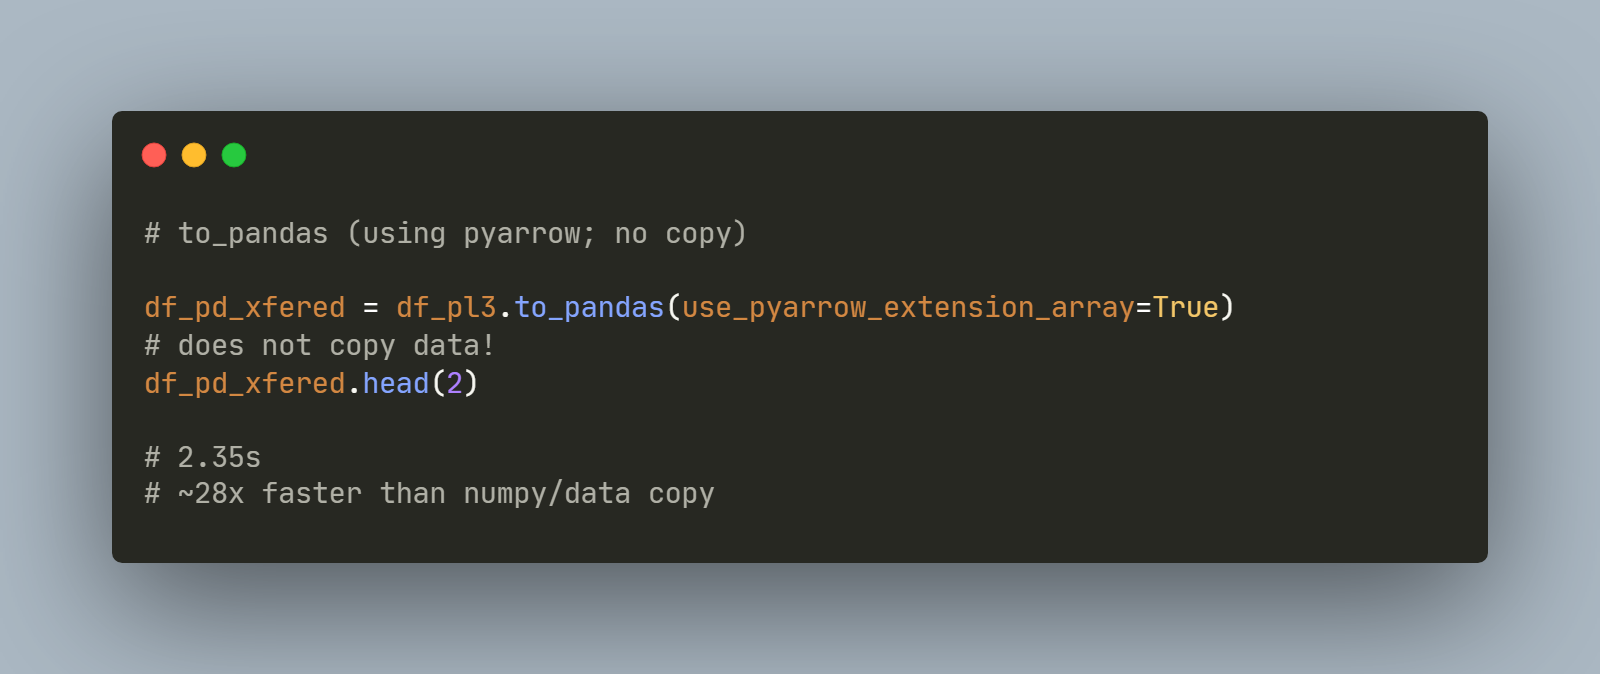 # to_pandas (using pyarrow; no copy)
df_pd_xfered = df_pl3.to_pandas(use_pyarrow_extension_array=True)
# does not copy data!
df_pd_xfered.head(2)
# 2.35s
# ~28x faster than numpy/data copy